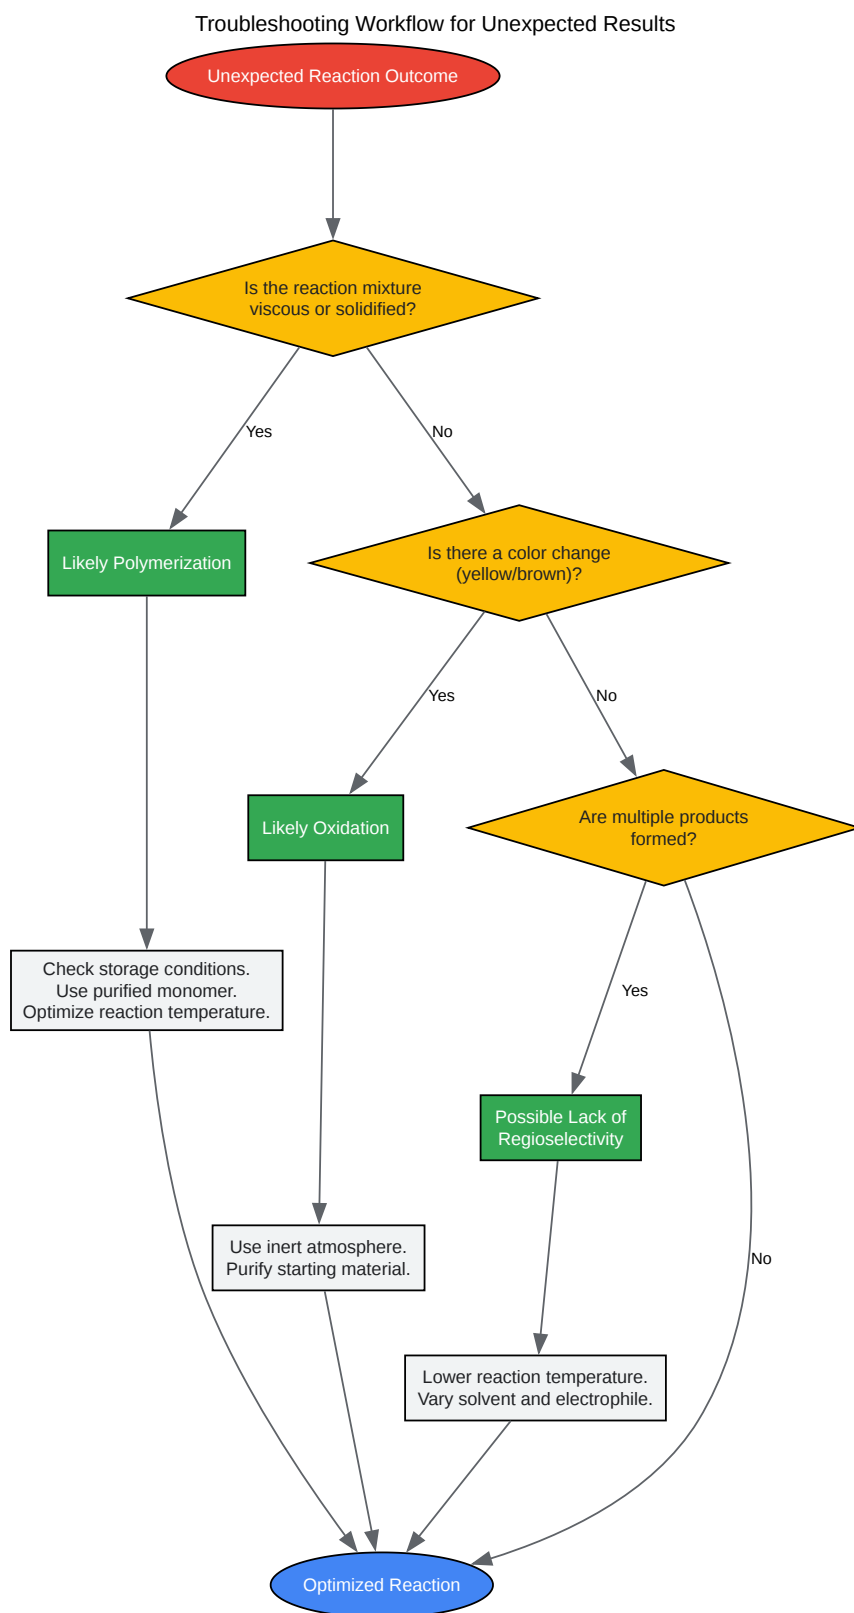 Troubleshooting Workflow for Unexpected Results
Unexpected Reaction Outcome
Is the reaction mixture
viscous or solidified?
Yes
No
Likely Polymerization
Is there a color change
(yellow/brown)?
Yes
No
Likely Oxidation
Are multiple products
formed?
Check storage conditions.
Use purified monomer.
Optimize reaction temperature.
Yes
Possible Lack of
Regioselectivity
Use inert atmosphere.
Purify starting material.
No
Lower reaction temperature.
Vary solvent and electrophile.
Optimized Reaction